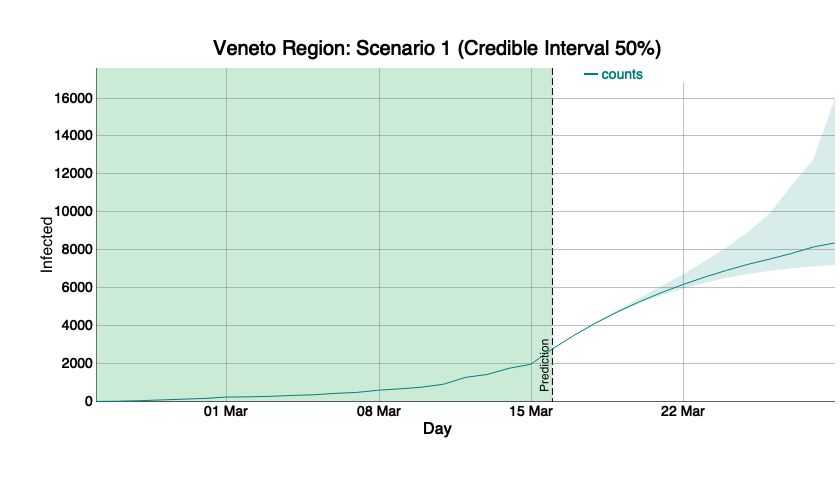 Veneto Region: Scenario 1 (Credible Interval 50%)
counts
16000
14000
12000
10000
8000
6000
4000
2000
0
Infected
Prediction
01 Mar
08 Mar
15 Mar
22 Mar
Day